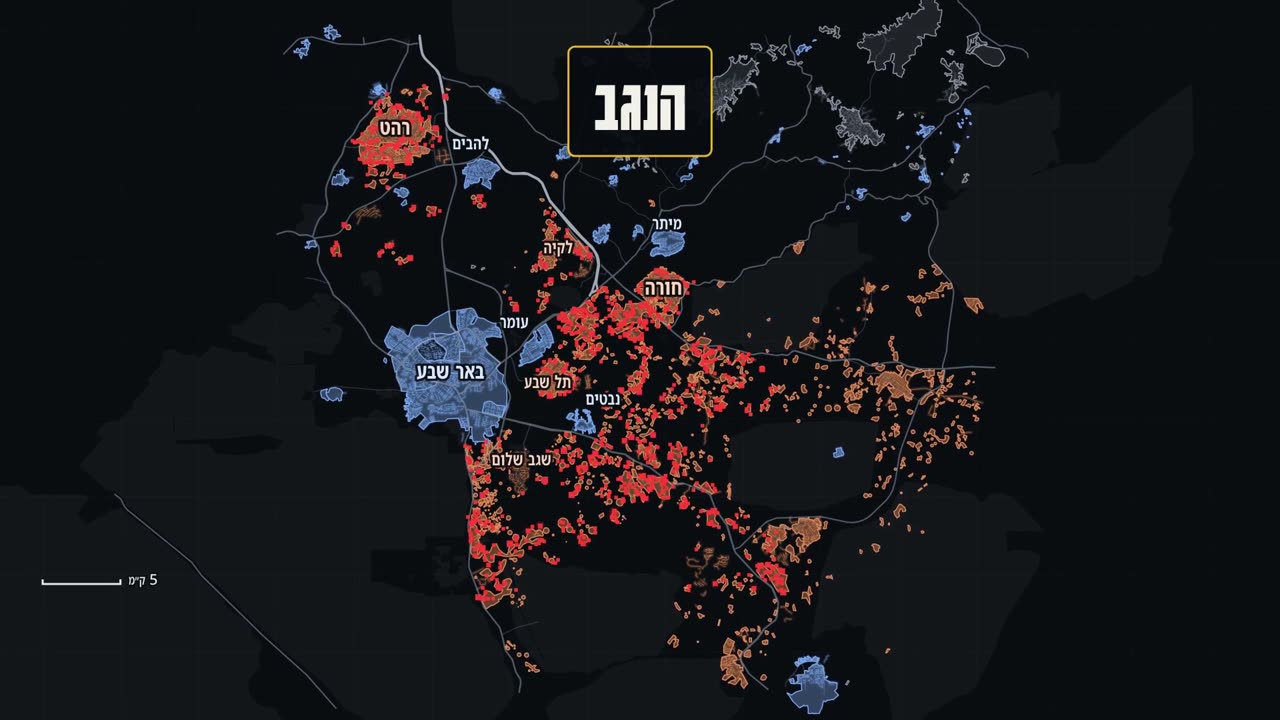 הנגב
רהט
להבים
מיתר
לקיה
חורה
עומר
באר שבע
תל שבע
נבטים
שגב שלום
5 ק״מ